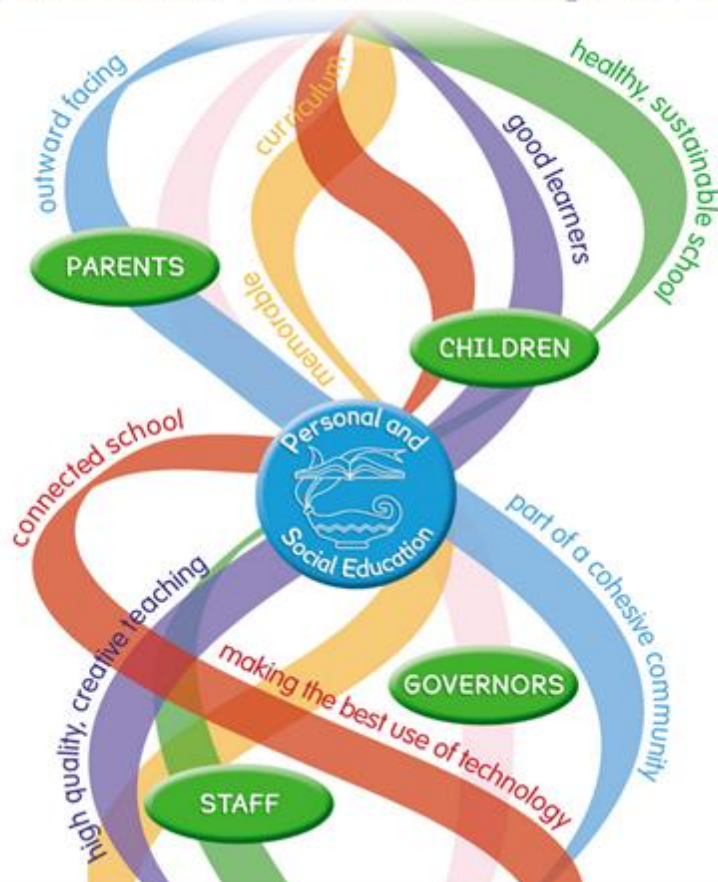 outward facing
curriculum
memorable
good learners
healthy, sustainable school
PARENTS
CHILDREN
Personal and
Social Education
connected school
part of a cohesive community
high quality, creative teaching
making the best use of technology
GOVERNORS
STAFF